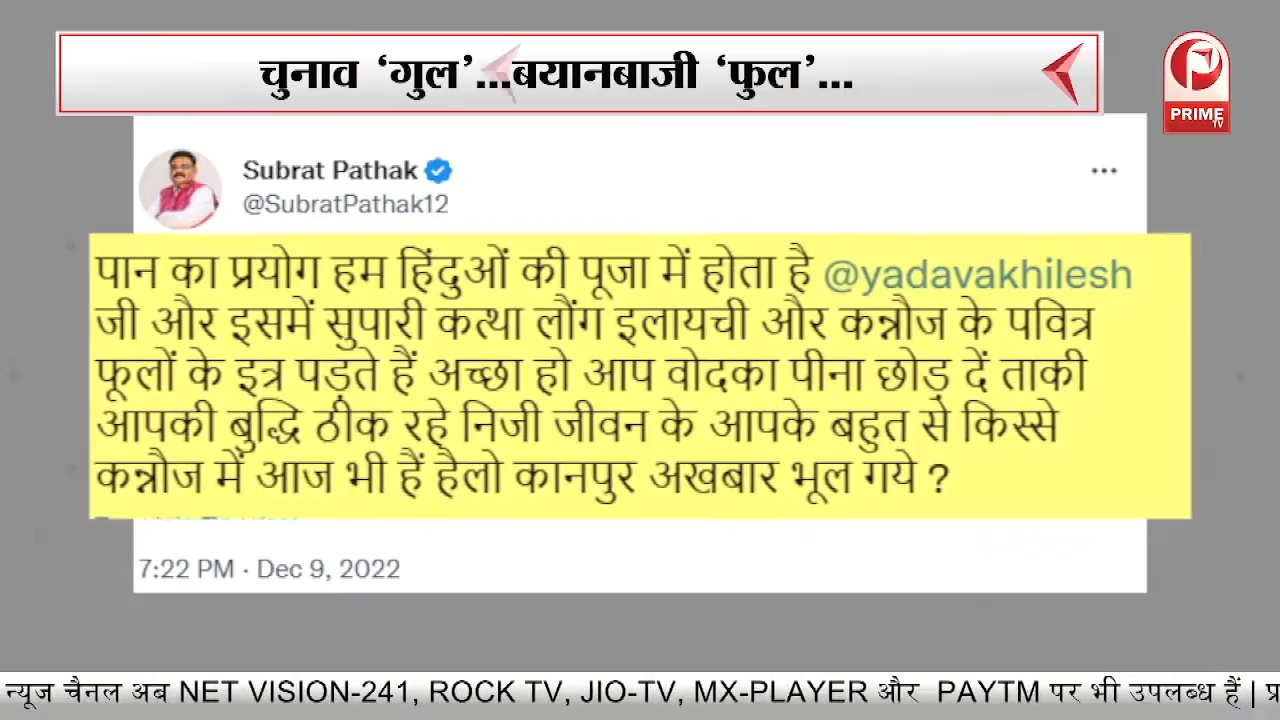 चुनाव ‘गुल’...बयानबाजी ‘फुल’...
PRIME
TV
Subrat Pathak
@SubratPathak12
पान का प्रयोग हम हिंदुओं की पूजा में होता है @yadavakhilesh
जी और इसमें सुपारी कत्था लौंग इलायची और कन्नौज के पवित्र
फूलों के इत्र पड़ते हैं अच्छा हो आप वोदका पीना छोड़ दें ताकी
आपकी बुद्धि ठीक रहे निजी जीवन के आपके बहुत से किस्से
कन्नौज में आज भी हैं हैलो कानपुर अखबार भूल गये ?
7:22 PM · Dec 9, 2022
न्यूज चैनल अब NET VISION-241, ROCK TV, JIO-TV, MX-PLAYER और PAYTM पर भी उपलब्ध हैं | प्र